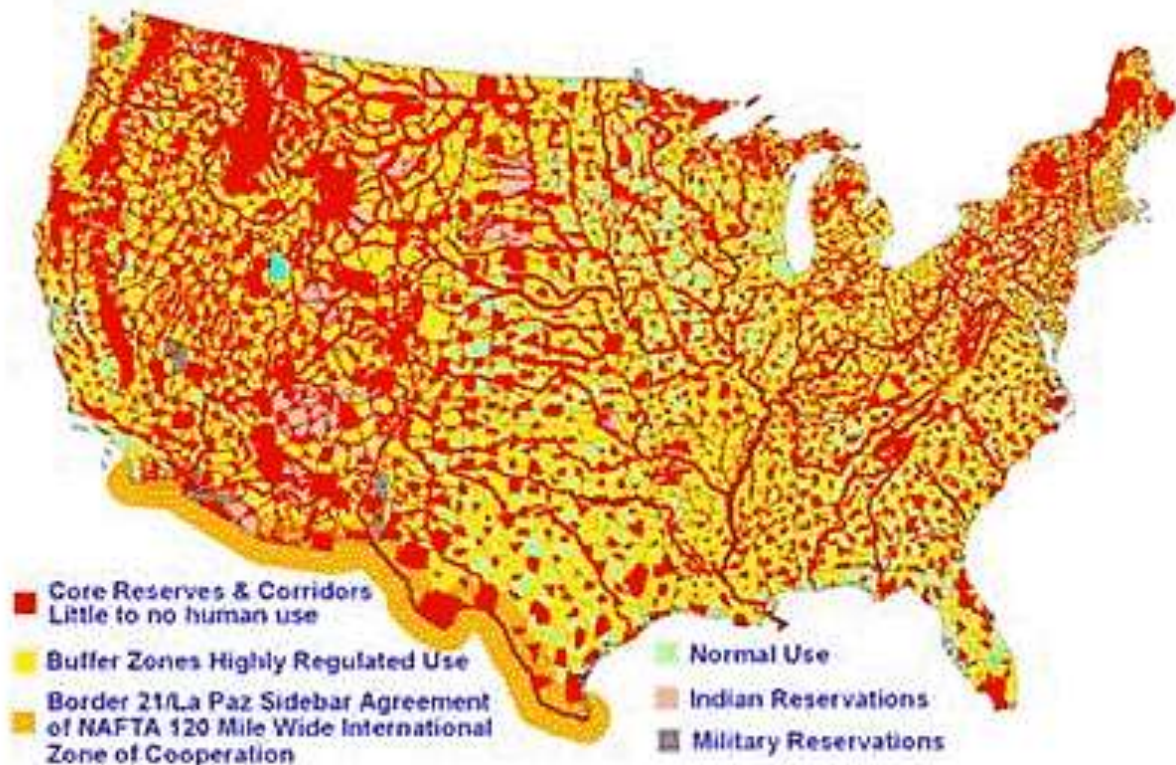 Core Reserves & Corridors
Little to no human use
Buffer Zones Highly Regulated Use
Border 21/La Paz Sidebar Agreement
of NAFTA 120 Mile Wide International
Zone of Cooperation
Normal Use
Indian Reservations
Military Reservations